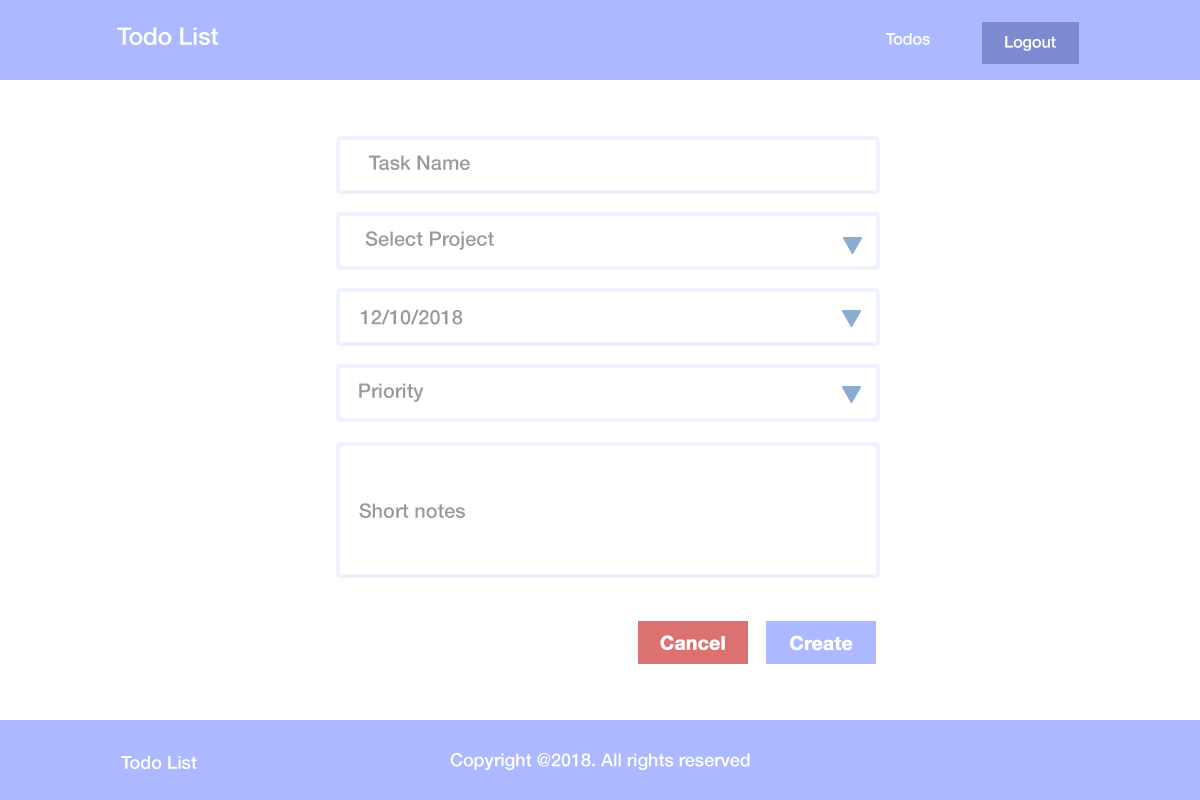 Todo List
Todos
Logout
Task Name
Select Project
12/10/2018
Priority
Short notes
Cancel
Create
Todo List
Copyright @2018. All rights reserved